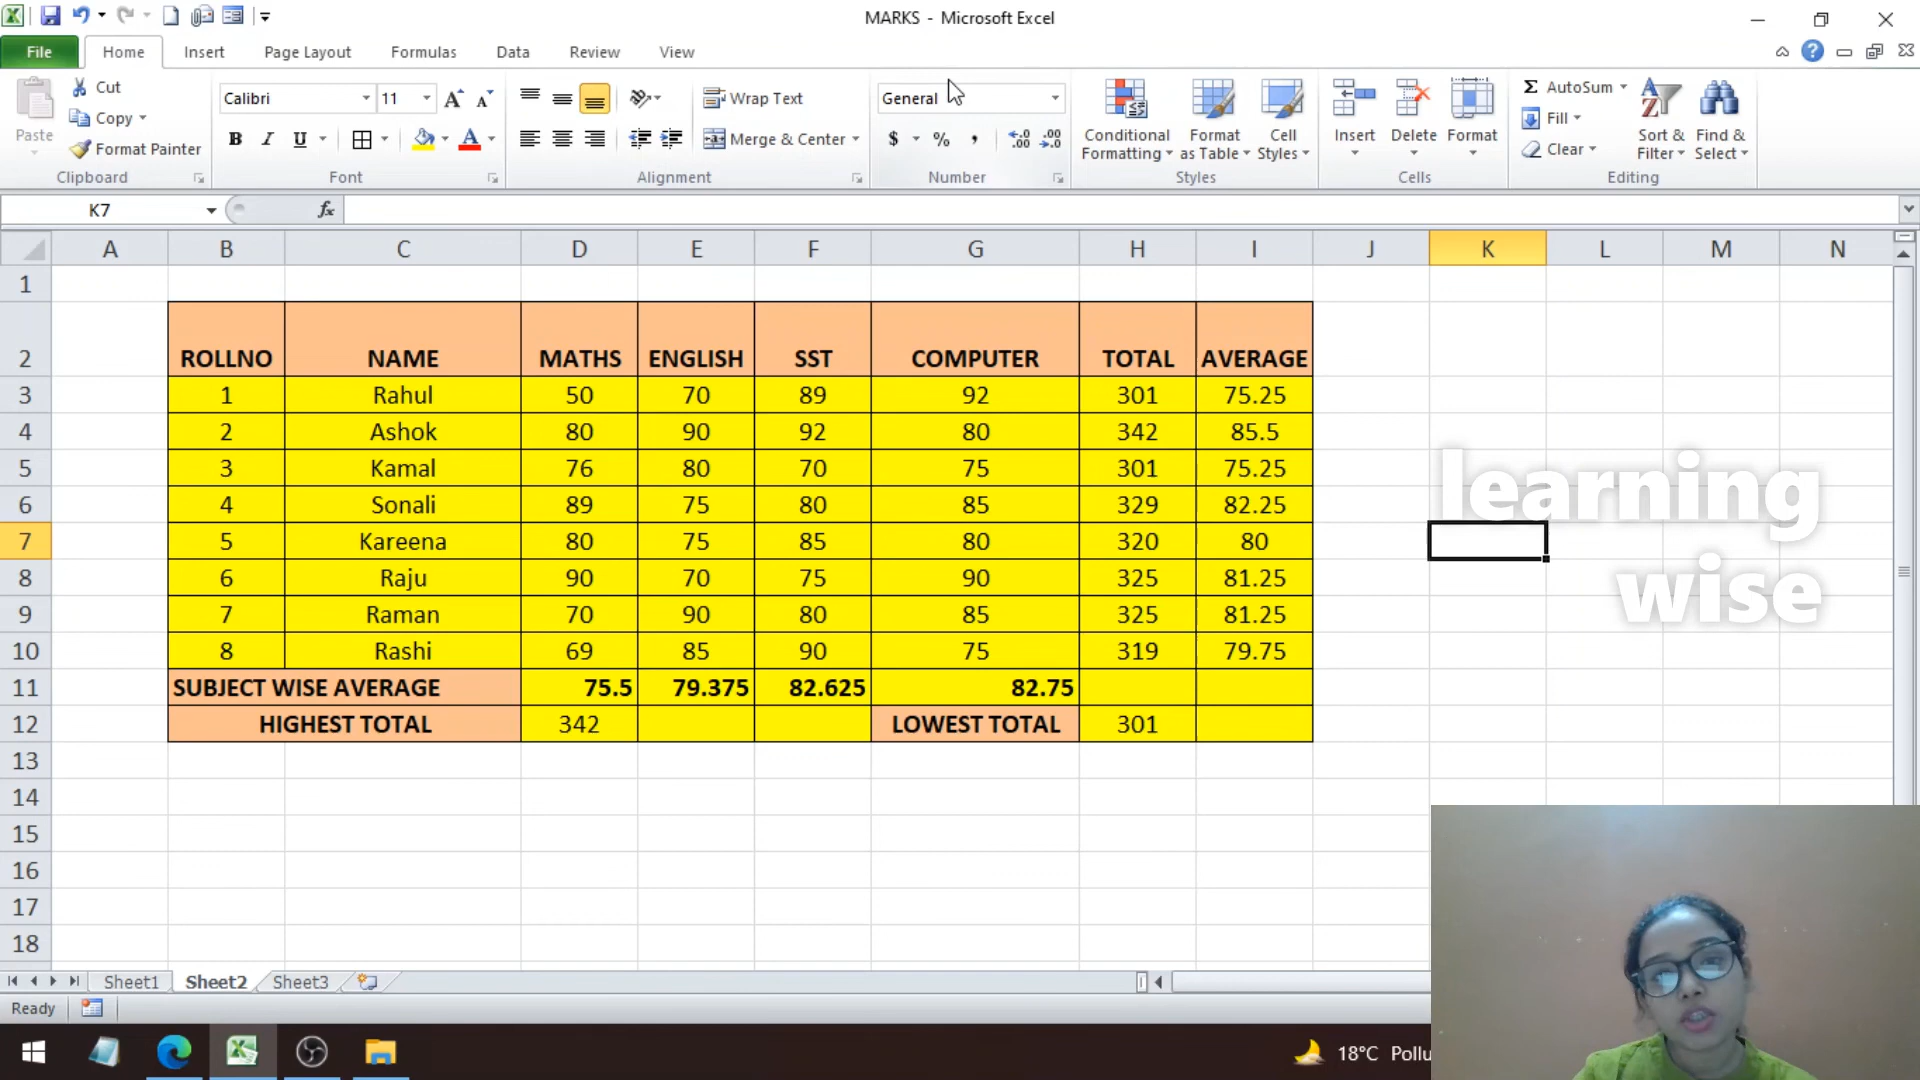 MARKS - Microsoft Excel
File Home Insert Page Layout Formulas Data Review View
Paste
Cut
Copy
Format Painter
Clipboard
Calibri 11
B I U
Font
Wrap Text
Merge & Center
Alignment
General
$ % ,
Number
Conditional Formatting
Format as Table
Cell Styles
Styles
Insert
Delete
Format
Cells
AutoSum
Fill
Clear
Sort & Filter
Find & Select
Editing
K7 fx
A B C D E F G H I J K L M N
1
2 ROLLNO NAME MATHS ENGLISH SST COMPUTER TOTAL AVERAGE
3 1 Rahul 50 70 89 92 301 75.25
4 2 Ashok 80 90 92 80 342 85.5
5 3 Kamal 76 80 70 75 301 75.25
6 4 Sonali 89 75 80 85 329 82.25
7 5 Kareena 80 75 85 80 320 80
8 6 Raju 90 70 75 90 325 81.25
9 7 Raman 70 90 80 85 325 81.25
10 8 Rashi 69 85 90 75 319 79.75
11 SUBJECT WISE AVERAGE 75.5 79.375 82.625 82.75
12 HIGHEST TOTAL 342 LOWEST TOTAL 301
13
14
15
16
17
18
learning
wise
Sheet1 Sheet2 Sheet3
Ready
18°C Pollu